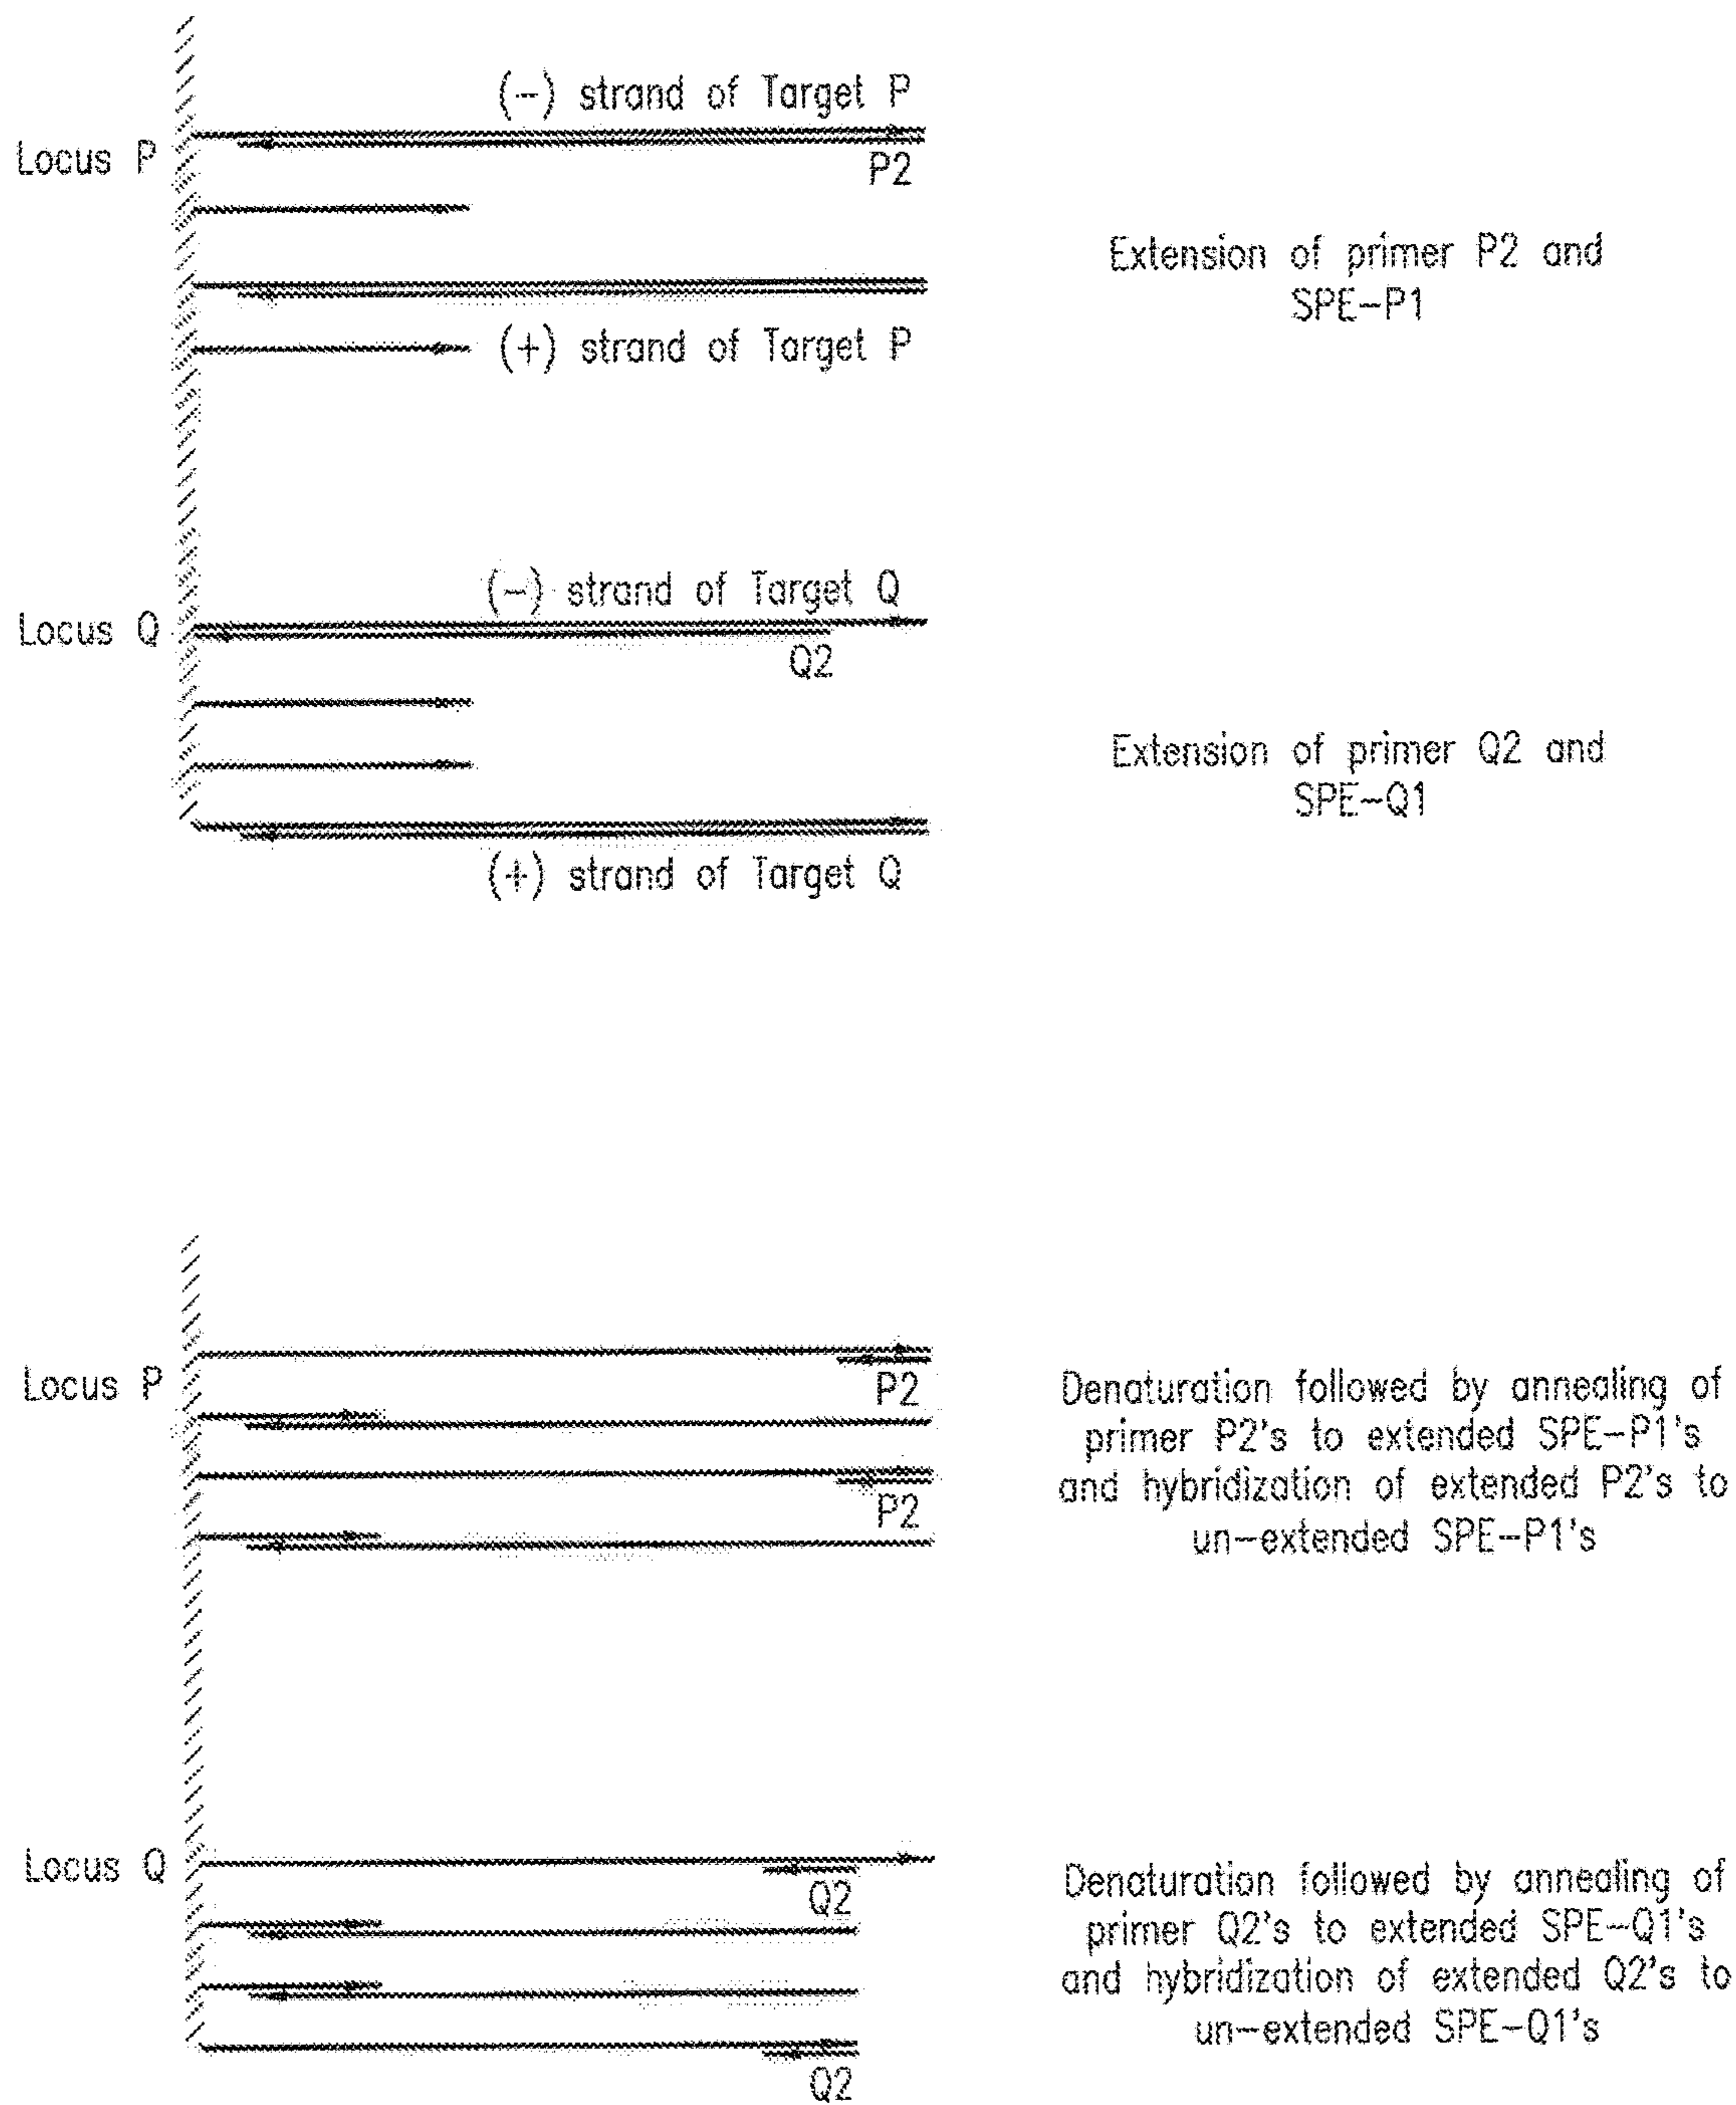 (-) strand of Target P
Locus P
P2
Extension of primer P2 and
SPE-P1
(+) strand of Target P
(-) strand of Target Q
Locus Q
Q2
Extension of primer Q2 and
SPE-Q1
(+) strand of Target Q
Locus P
P2
P2
Denaturation followed by annealing of
primer P2's to extended SPE-P1's
and hybridization of extended P2's to
un-extended SPE-P1's
Locus Q
Q2
Q2
Denaturation followed by annealing of
primer Q2's to extended SPE-Q1's
and hybridization of extended Q2's to
un-extended SPE-Q1's